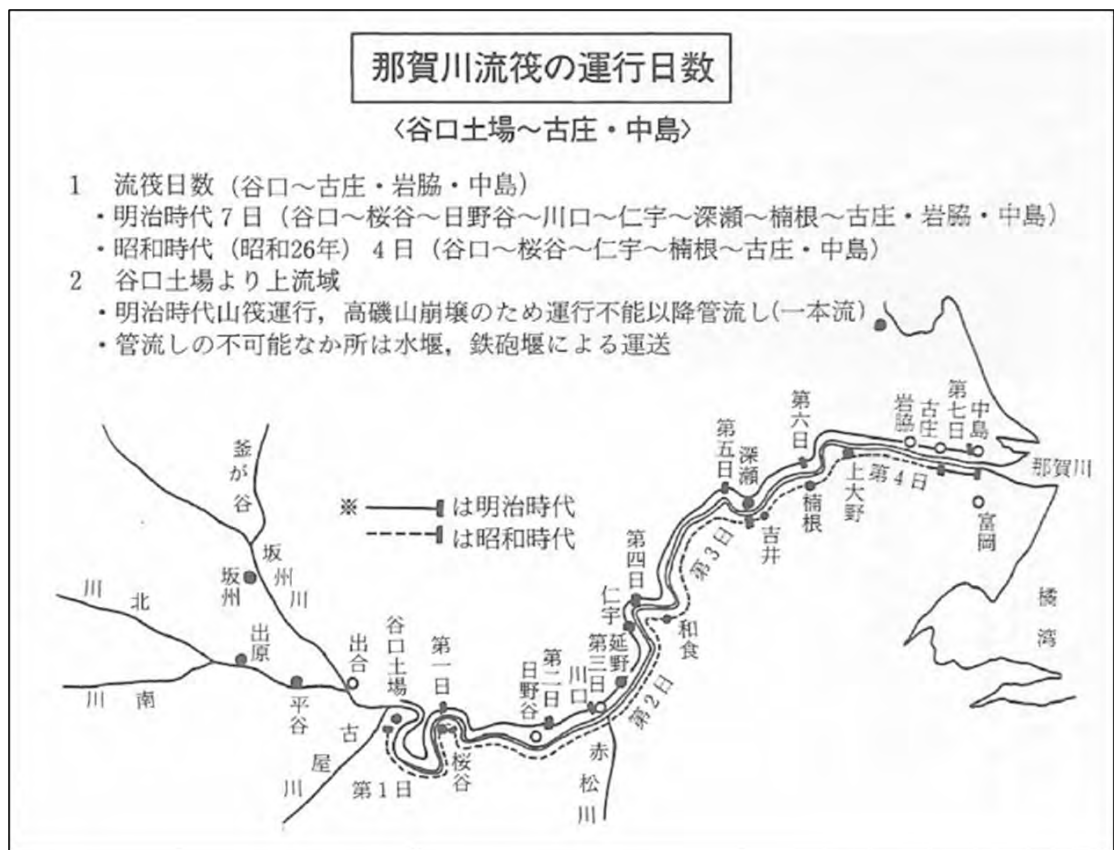 那賀川流筏の運行日数
〈谷口土場～古庄・中島〉
1 流筏日数（谷口～古庄・岩脇・中島）
・明治時代7日（谷口～桜谷～日野谷～川口～仁宇～深瀬～楠根～古庄・岩脇・中島）
・昭和時代（昭和26年）4日（谷口～桜谷～仁宇～楠根～古庄・中島）
2 谷口土場より上流域
・明治時代山筏運行，高磯山崩壊のため運行不能以降管流し(一本流)
・管流しの不可能なか所は水堰，鉄砲堰による運送
※ は明治時代
は昭和時代
釜が谷
坂州川
坂州
北川
出原
南川
平谷
出合
古屋川
谷口土場
第1日
第一日
桜谷
日野谷
第二日
川口
第三日
延野
赤松川
第2日
仁宇
第四日
和食
第3日
第五日
深瀬
吉井
第六日
楠根
上大野
第4日
岩脇
古庄
第七日
中島
那賀川
富岡
橘湾